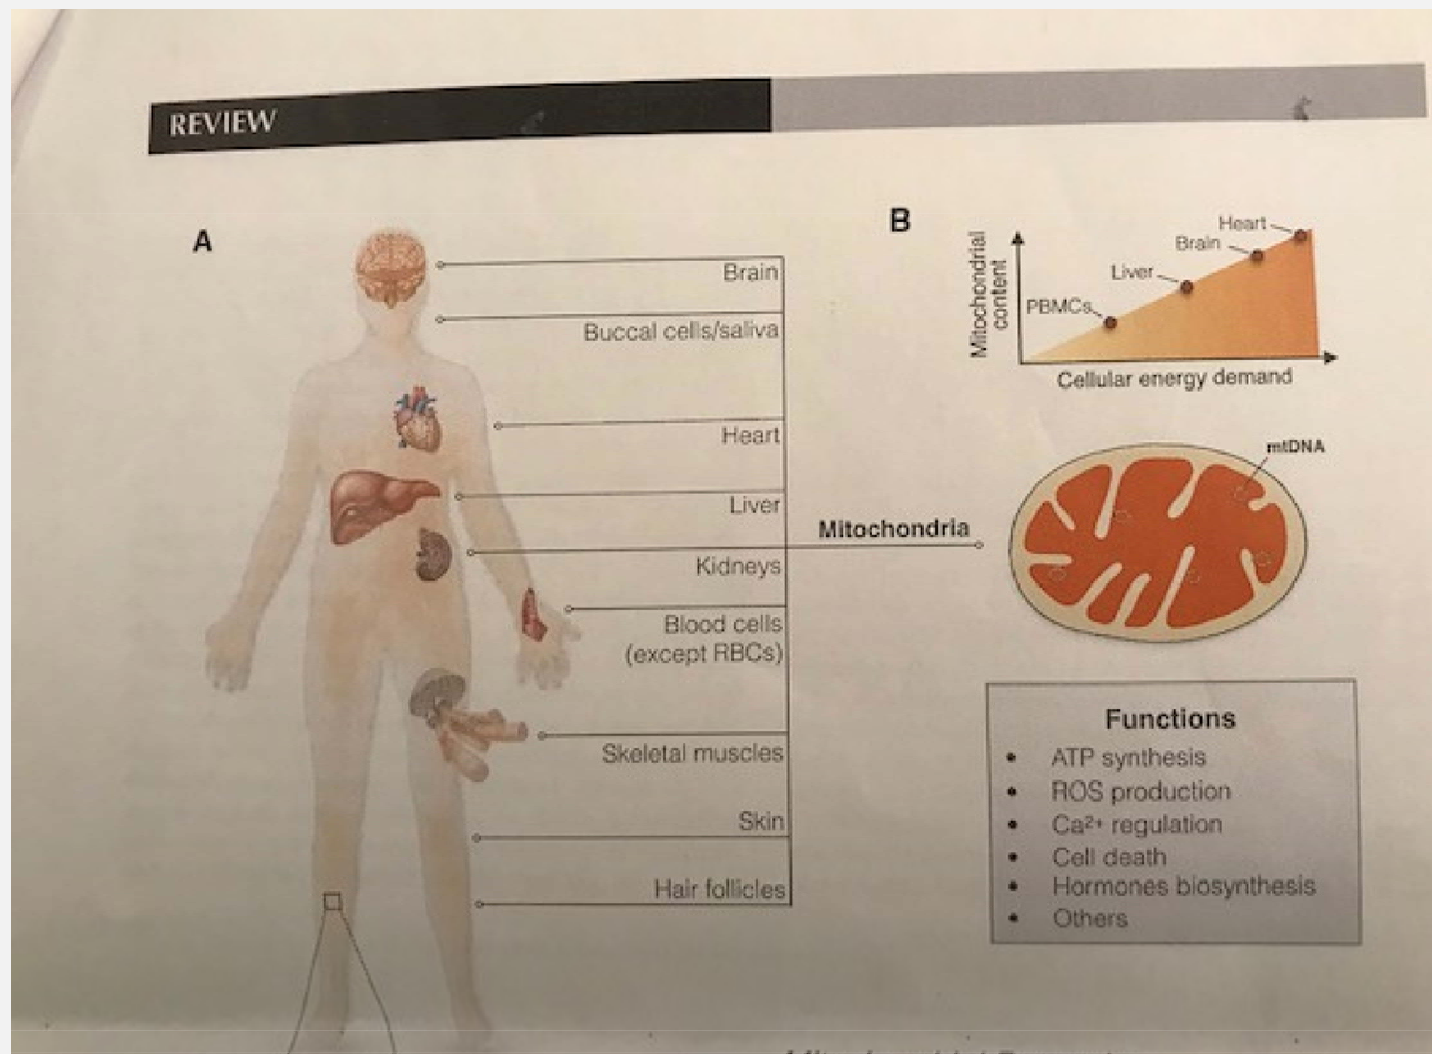 REVIEW
A
Brain
Buccal cells/saliva
Heart
Liver
Kidneys
Blood cells
(except RBCs)
Skeletal muscles
Skin
Hair follicles
Mitochondria
B
Mitochondrial
content
Heart
Brain
Liver
PBMCs
Cellular energy demand
mtDNA
Functions
• ATP synthesis
• ROS production
• Ca²⁺ regulation
• Cell death
• Hormones biosynthesis
• Others